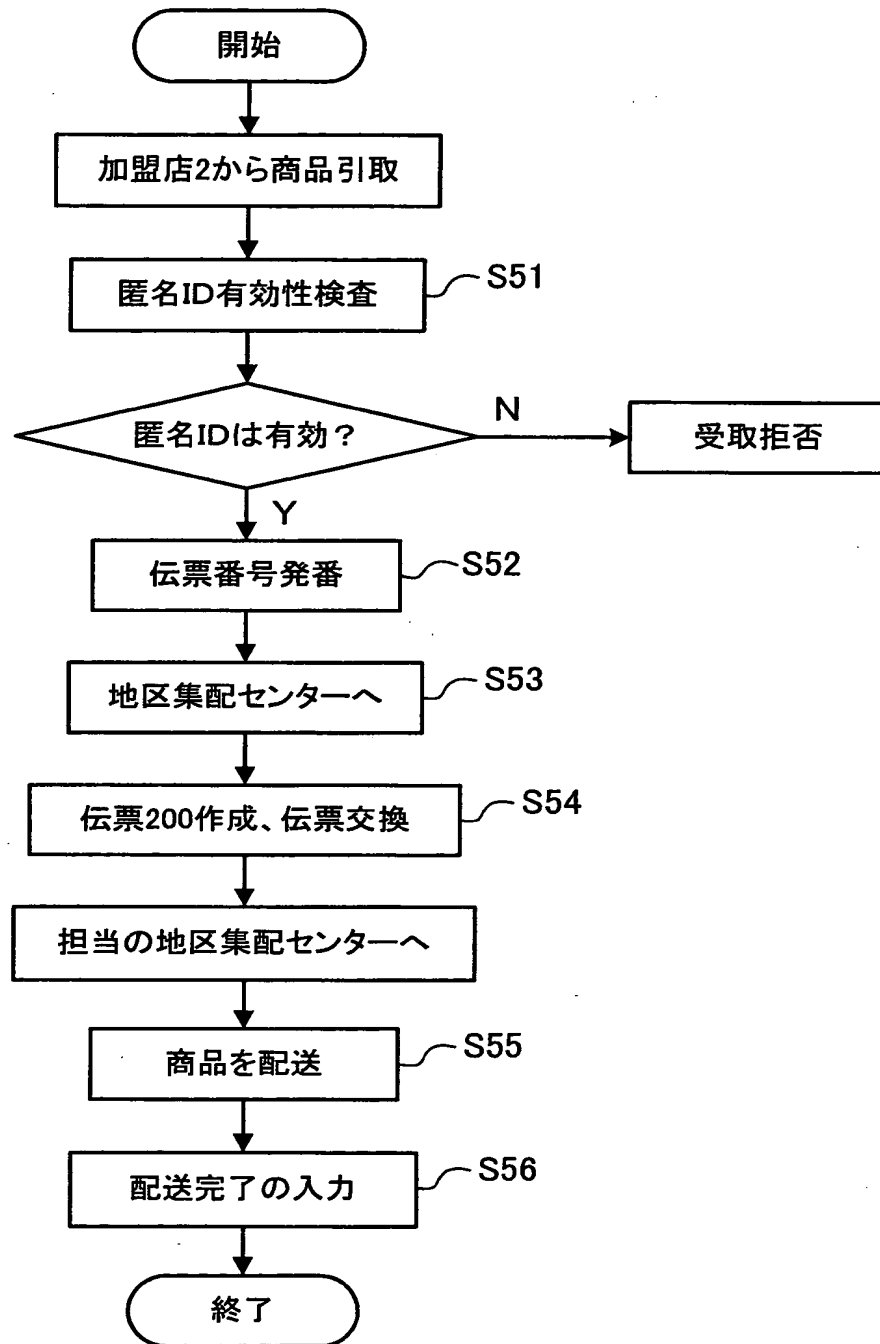 開始
加盟店2から商品引取
匿名ID有効性検査
S51
匿名IDは有効？
N
受取拒否
Y
伝票番号発番
S52
地区集配センターへ
S53
伝票200作成、伝票交換
S54
担当の地区集配センターへ
商品を配送
S55
配送完了の入力
S56
終了